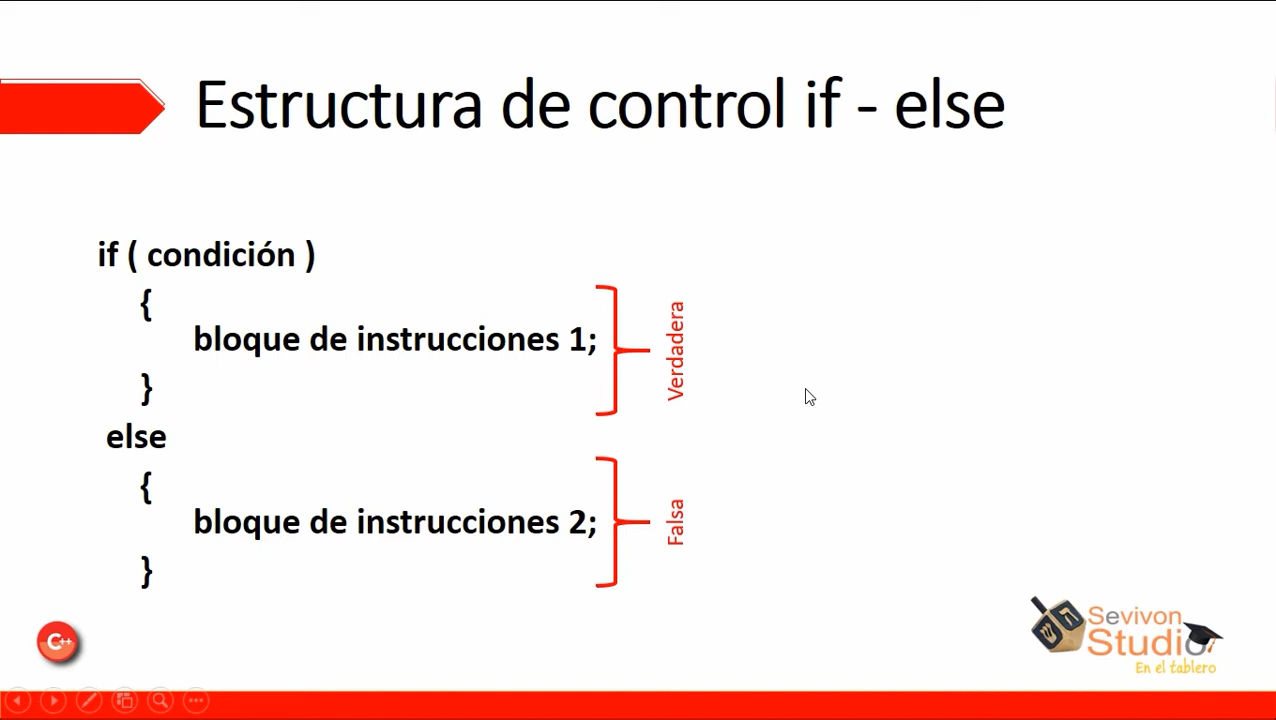 Estructura de control if - else
if ( condición )
{
bloque de instrucciones 1;
}
Verdadera
else
{
bloque de instrucciones 2;
}
Falsa
C++
Sevivon
Studio
En el tablero